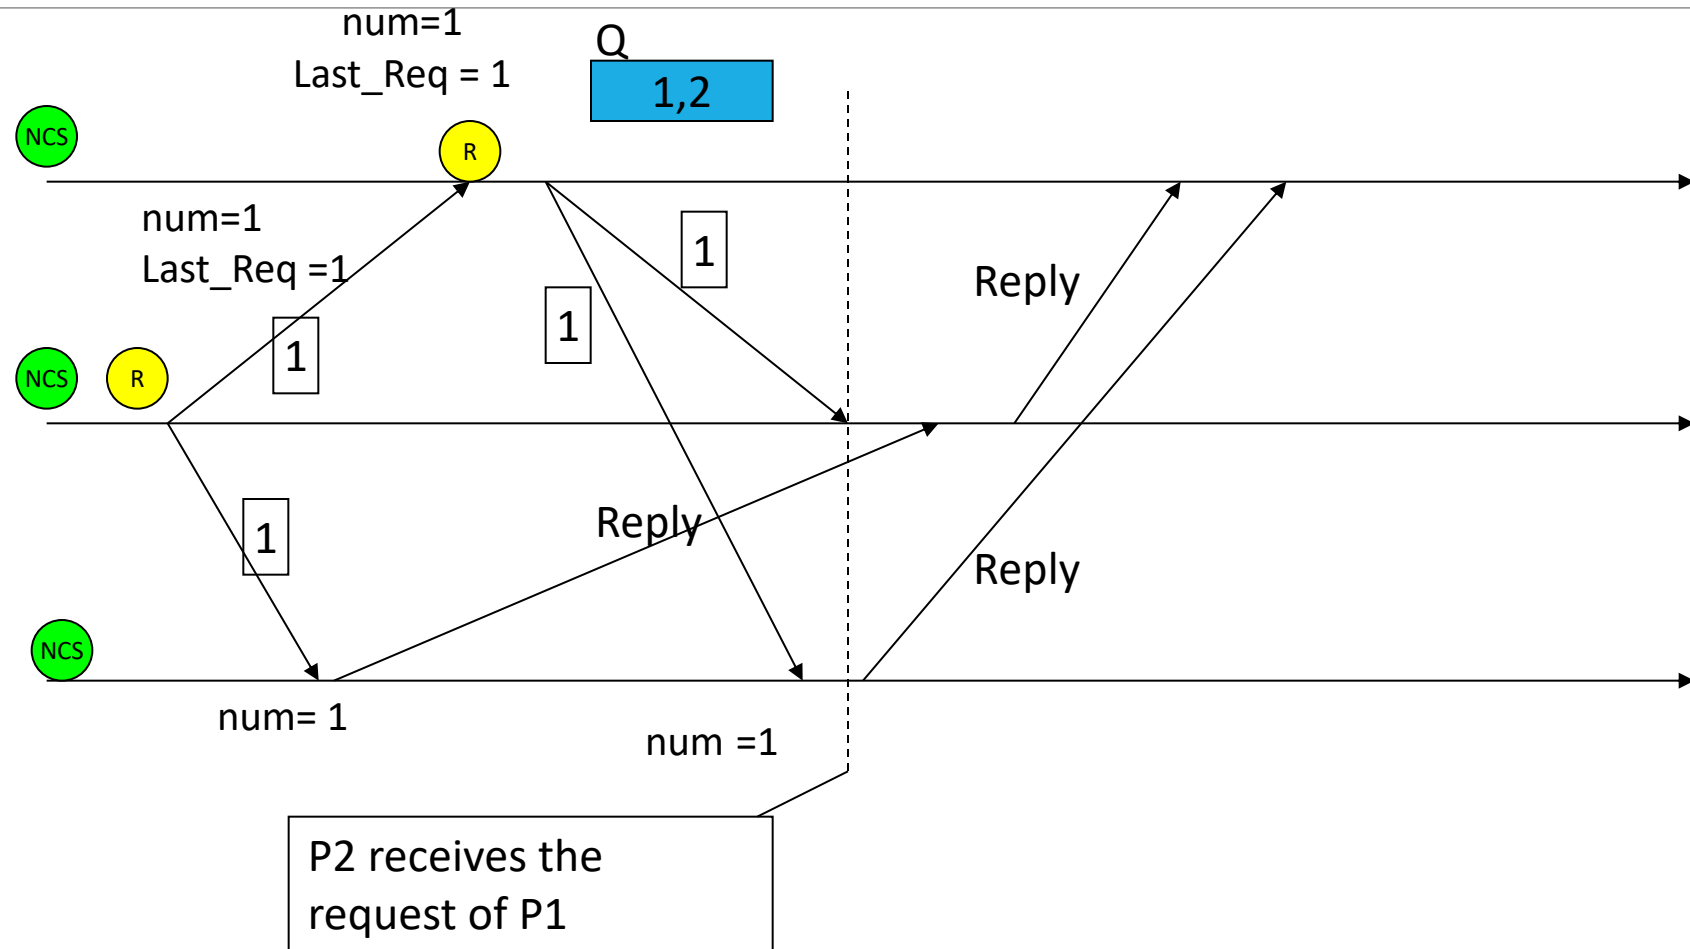 num=1
Last_Req = 1
Q
1,2
NCS
R
num=1
Last_Req =1
1
1
1
Reply
NCS
R
1
Reply
Reply
NCS
num= 1
num =1
P2 receives the
request of P1